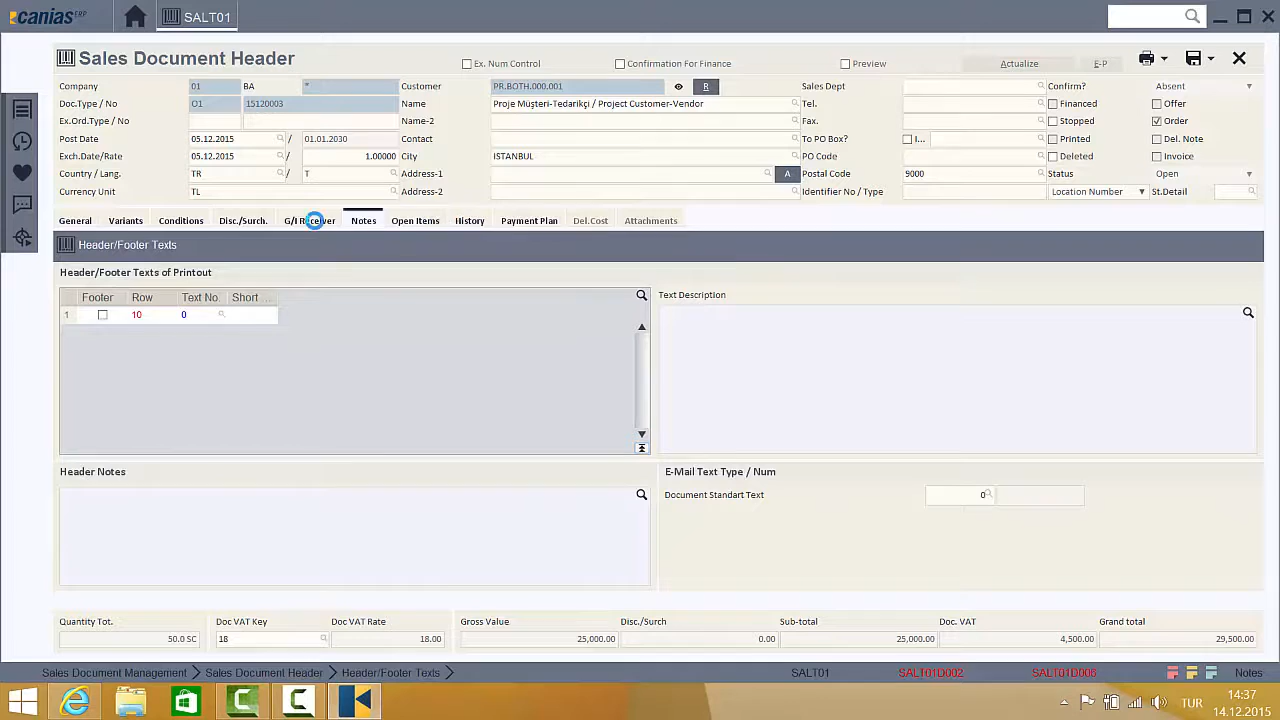 canias ERP
SALT01
Sales Document Header
Ex. Num Control
Confirmation For Finance
Preview
Actualize
E-P
Company 01 BA * Customer PR.BOTH.000.001 R Sales Dept Confirm? Absent
Doc.Type / No O1 15120003 Name Proje Müşteri-Tedarikçi / Project Customer-Vendor Tel. Financed Offer
Ex.Ord.Type / No Name-2 Fax. Stopped Order
Post Date 05.12.2015 / 01.01.2030 Contact To PO Box? I... Printed Del. Note
Exch.Date/Rate 05.12.2015 / 1.00000 City ISTANBUL PO Code Deleted Invoice
Country / Lang. TR / T Address-1 A Postal Code 9000 Status Open
Currency Unit TL Address-2 Identifier No / Type Location Number St.Detail
General Variants Conditions Disc./Surch. G/I Receiver Notes Open Items History Payment Plan Del.Cost Attachments
Header/Footer Texts
Header/Footer Texts of Printout
Footer Row Text No. Short ...
1 10 0
Text Description
Header Notes
E-Mail Text Type / Num
Document Standart Text 0
Quantity Tot. Doc VAT Key Doc VAT Rate Gross Value Disc./Surch Sub-total Doc. VAT Grand total
50.0 SC 18 18.00 25,000.00 0.00 25,000.00 4,500.00 29,500.00
Sales Document Management Sales Document Header Header/Footer Texts SALT01 SALT01D002 SALT01D006 Notes
TUR
14:37
14.12.2015